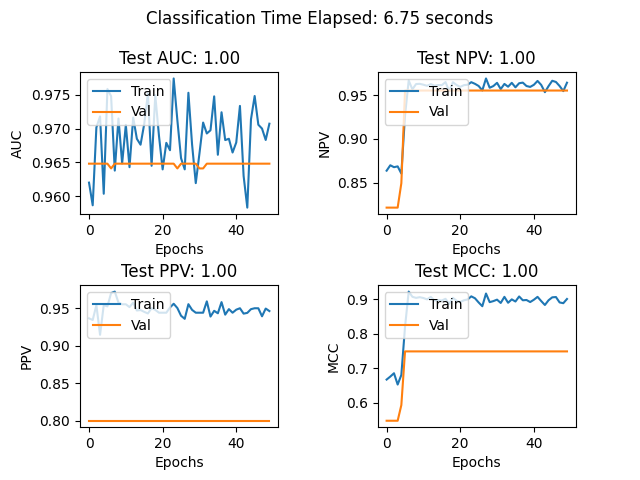 Classification Time Elapsed: 6.75 seconds
Test AUC: 1.00
0.975
0.970
0.965
0.960
AUC
Train
Val
0
20
40
Epochs
Test NPV: 1.00
0.95
0.90
0.85
NPV
Train
Val
0
20
40
Epochs
Test PPV: 1.00
0.95
0.90
0.85
0.80
PPV
Train
Val
0
20
40
Epochs
Test MCC: 1.00
0.9
0.8
0.7
0.6
MCC
Train
Val
0
20
40
Epochs